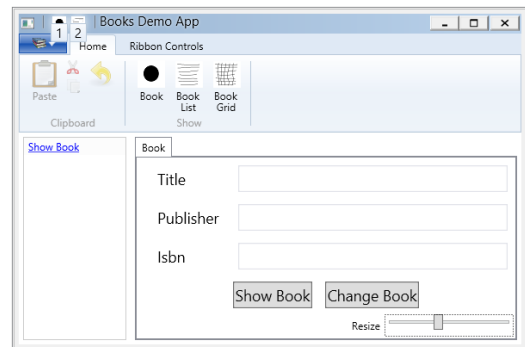 Books Demo App
1 2
Home Ribbon Controls
Paste Book Book List Book Grid
Clipboard Show
Show Book
Book
Title
Publisher
Isbn
Show Book Change Book
Resize